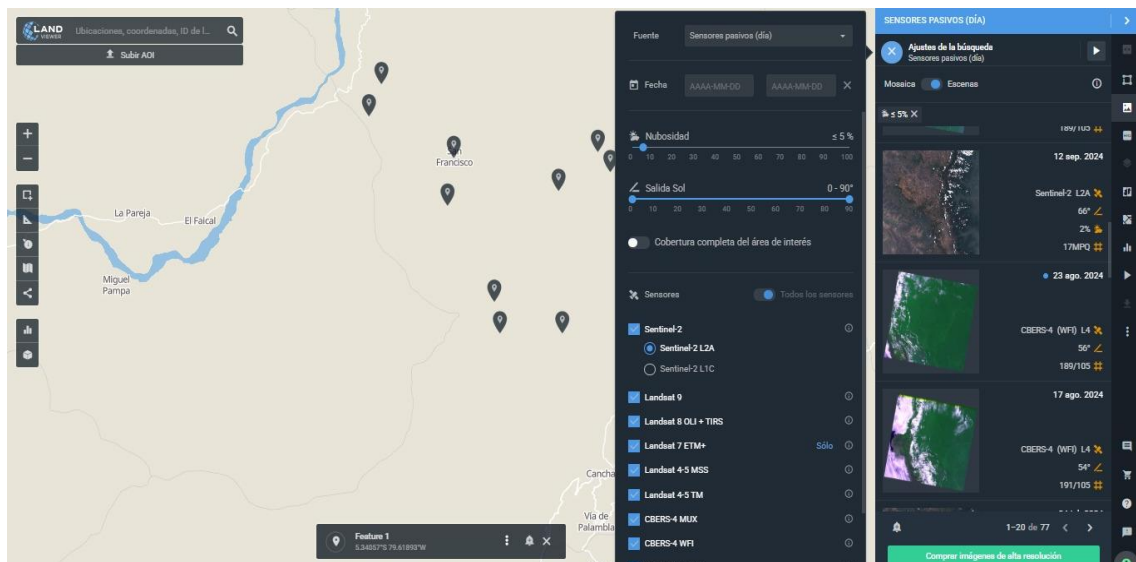 LAND
VIEWER
Ubicaciones, coordenadas, ID de l...
Subir AOI
San
Francisco
La Pareja
El Faical
Miguel
Pampa
Cancha
Vía de
Palambla
Feature 1
5.34557°S 79.61893°W
Fuente
Sensores pasivos (día)
Fecha
AAAA-MM-DD
AAAA-MM-DD
Nubosidad
≤ 5 %
0 10 20 30 40 50 60 70 80 90 100
Salida Sol
0 - 90°
0 10 20 30 40 50 60 70 80 90
Cobertura completa del área de interés
Sensores
Todos los sensores
Sentinel-2
Sentinel-2 L2A
Sentinel-2 L1C
Landsat 9
Landsat 8 OLI + TIRS
Landsat 7 ETM+
Sólo
Landsat 4-5 MSS
Landsat 4-5 TM
CBERS-4 MUX
CBERS-4 WFI
SENSORES PASIVOS (DÍA)
Ajustes de la búsqueda
Sensores pasivos (día)
Mosaica
Escenas
≤ 5%
189/105
12 sep. 2024
Sentinel-2 L2A
66°
2%
17MPQ
23 ago. 2024
CBERS-4 (WFI) L4
56°
189/105
17 ago. 2024
CBERS-4 (WFI) L4
54°
191/105
1–20 de 77
Comprar imágenes de alta resolución